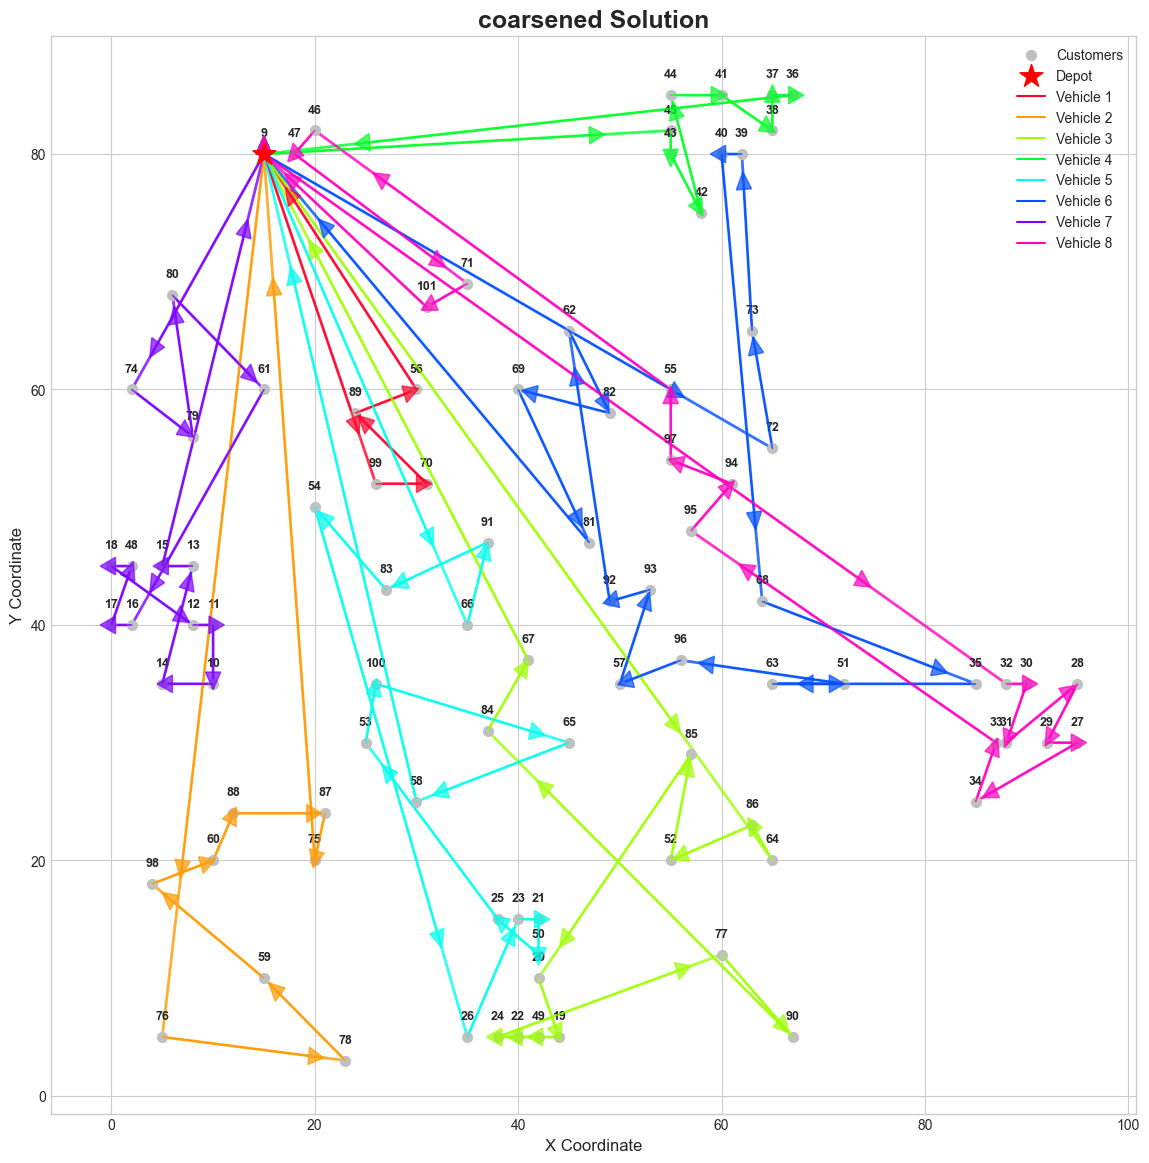 coarsened Solution
Customers
Depot
Vehicle 1
Vehicle 2
Vehicle 3
Vehicle 4
Vehicle 5
Vehicle 6
Vehicle 7
Vehicle 8
44 41 37 36
46 45 38
9 47 43 40 39
42
80 71
101
62 73
74 61 69 56 55
89 82
79 72
99 70 97 94
54
95
91 81
18 48 15 13
83 92 93 68
17 16 12 11 66
67 96
14 10 100 57 63 51 35 32 30 28
53 84 65 85 33 31 29 27
58 34
88 87 86
60 75 52 64
98
25 23 21
50 77
59 20
76 26 24 22 49 19 90
78
80
60
40
20
0
Y Coordinate
0 20 40 60 80 100
X Coordinate